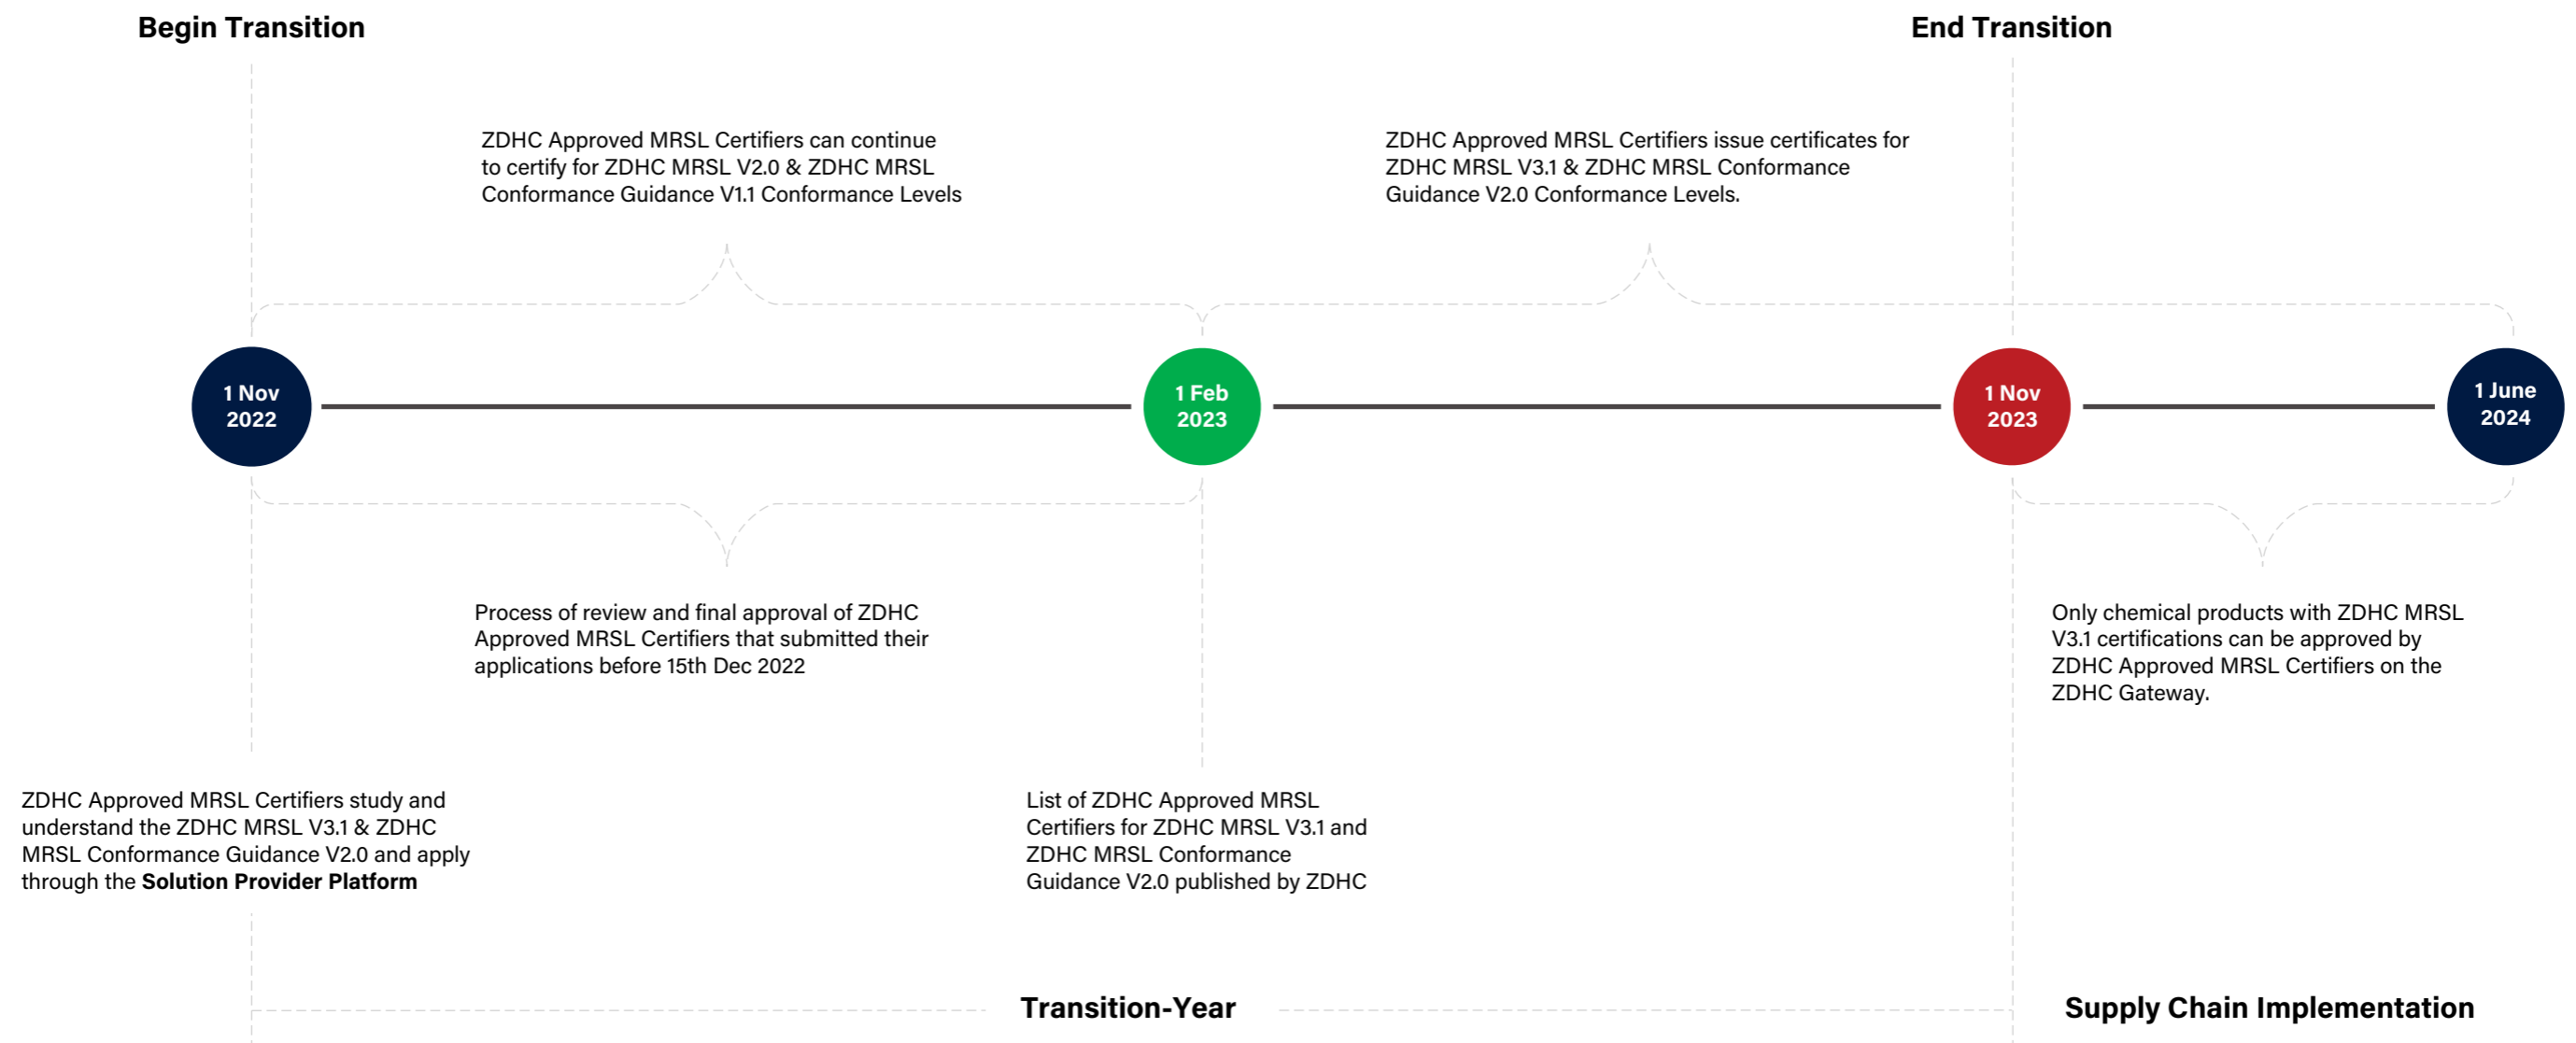 Begin Transition
End Transition
ZDHC Approved MRSL Certifiers can continue
to certify for ZDHC MRSL V2.0 & ZDHC MRSL
Conformance Guidance V1.1 Conformance Levels
ZDHC Approved MRSL Certifiers issue certificates for
ZDHC MRSL V3.1 & ZDHC MRSL Conformance
Guidance V2.0 Conformance Levels.
1 Nov
2022
1 Feb
2023
1 Nov
2023
1 June
2024
Process of review and final approval of ZDHC
Approved MRSL Certifiers that submitted their
applications before 15th Dec 2022
Only chemical products with ZDHC MRSL
V3.1 certifications can be approved by
ZDHC Approved MRSL Certifiers on the
ZDHC Gateway.
ZDHC Approved MRSL Certifiers study and
understand the ZDHC MRSL V3.1 & ZDHC
MRSL Conformance Guidance V2.0 and apply
through the Solution Provider Platform
List of ZDHC Approved MRSL
Certifiers for ZDHC MRSL V3.1 and
ZDHC MRSL Conformance
Guidance V2.0 published by ZDHC
Transition-Year
Supply Chain Implementation